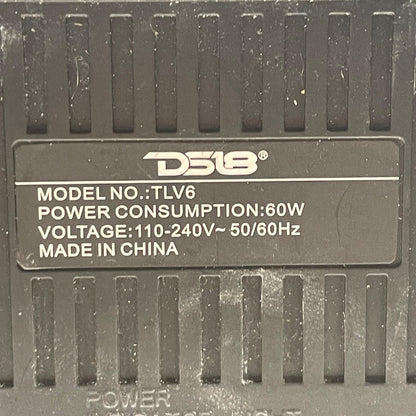 DS18®
MODEL NO.:TLV6
POWER CONSUMPTION:60W
VOLTAGE:110-240V~ 50/60Hz
MADE IN CHINA
POWER